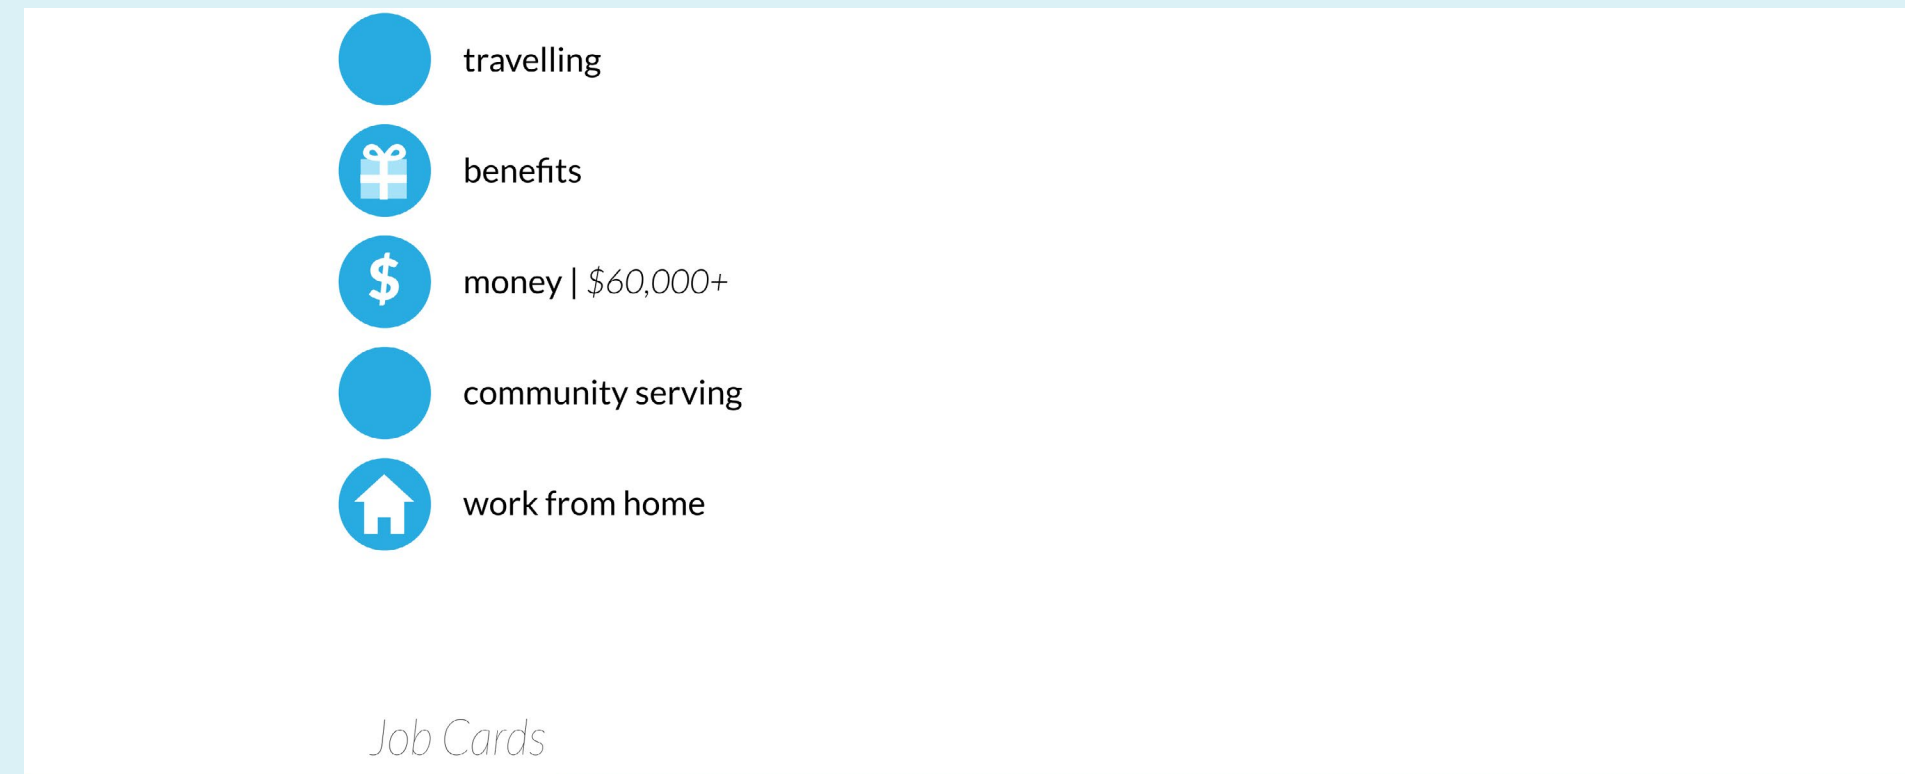 travelling
benefits
$
money | $60,000+
community serving
work from home
Job Cards